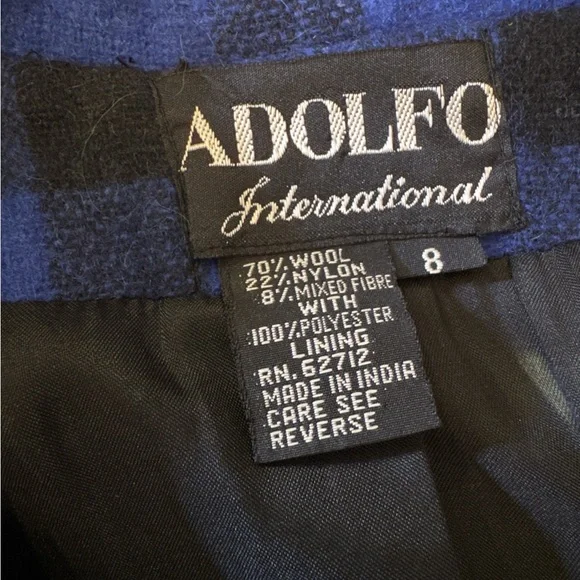 ADOLFO
International
8
70% WOOL
22% NYLON
8% MIXED FIBRE
WITH
100% POLYESTER
LINING
RN. 62712
MADE IN INDIA
CARE SEE
REVERSE